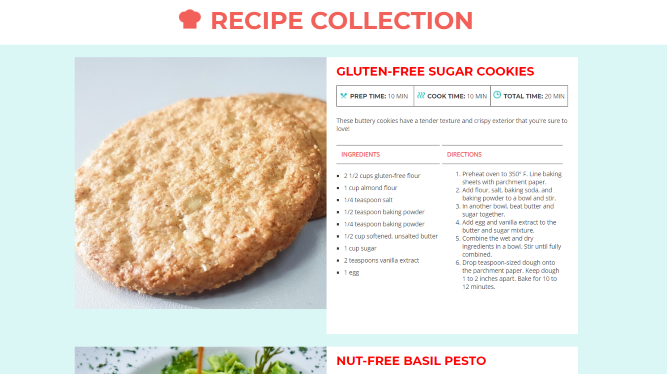 RECIPE COLLECTION
GLUTEN-FREE SUGAR COOKIES
PREP TIME: 10 MIN
COOK TIME: 10 MIN
TOTAL TIME: 20 MIN
These buttery cookies have a tender texture and crispy exterior that you're sure to
love!
INGREDIENTS
2 1/2 cups gluten-free flour
1 cup almond flour
1/4 teaspoon salt
1/2 teaspoon baking powder
1/4 teaspoon baking powder
1/2 cup softened, unsalted butter
1 cup sugar
2 teaspoons vanilla extract
1 egg
DIRECTIONS
1. Preheat oven to 350° F. Line baking
sheets with parchment paper.
2. Add flour, salt, baking soda, and
baking powder to a bowl and stir.
3. In another bowl, beat butter and
sugar together.
4. Add egg and vanilla extract to the
butter and sugar mixture.
5. Combine the wet and dry
ingredients in a bowl. Stir until fully
combined.
6. Drop teaspoon-sized dough onto
the parchment paper. Keep dough
1 to 2 inches apart. Bake for 10 to
12 minutes.
NUT-FREE BASIL PESTO